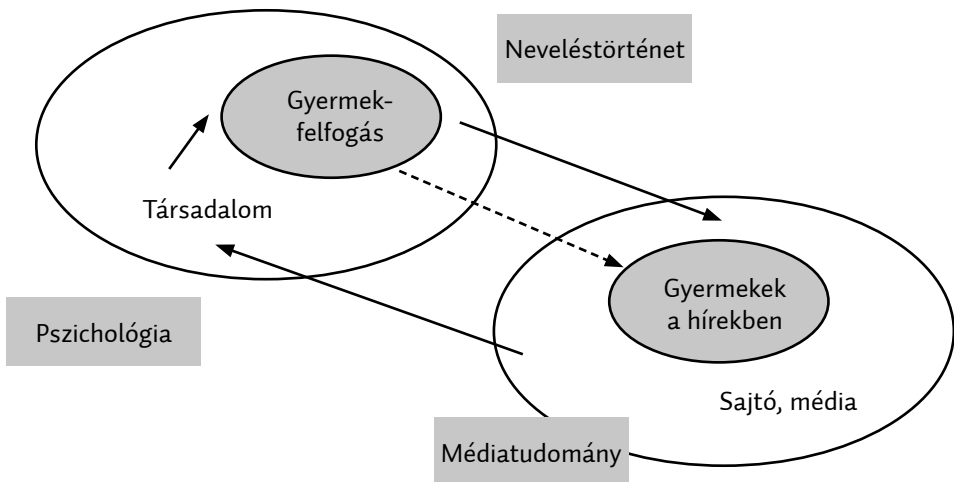 Neveléstörténet
Gyermek-
felfogás
Társadalom
Gyermekek
a hírekben
Pszichológia
Sajtó, média
Médiatudomány